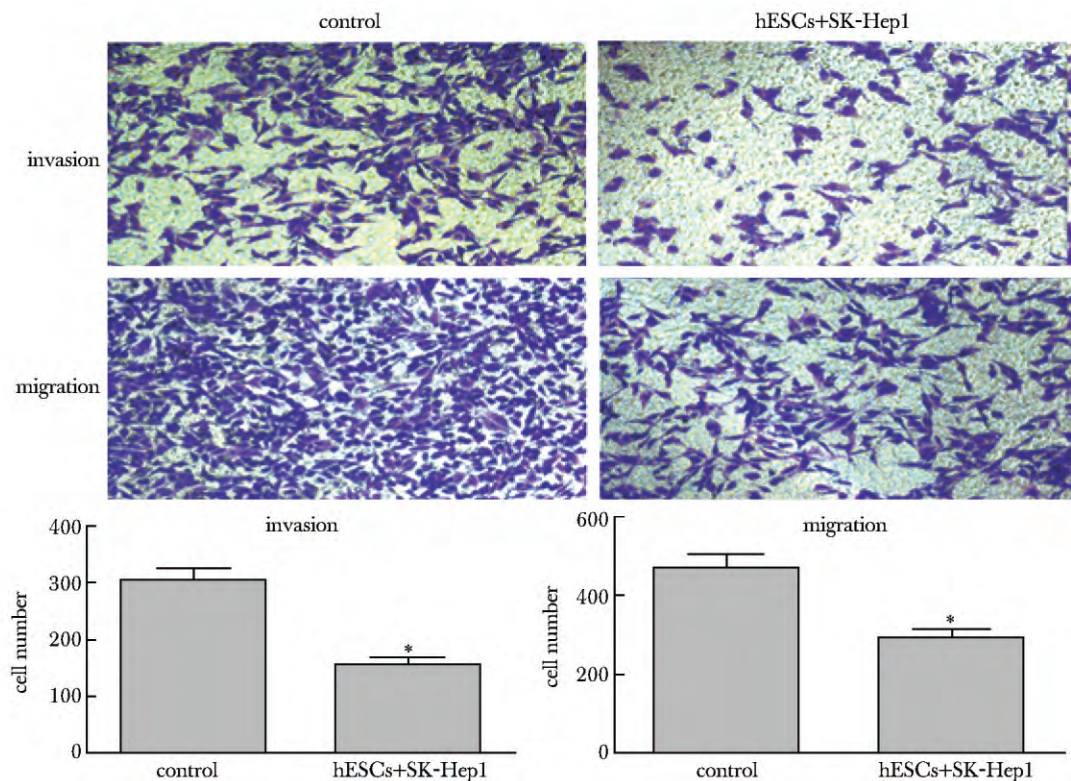 control hESCs+SK-Hep1
invasion
migration
invasion
400
300
200
100
0
cell number
*
control hESCs+SK-Hep1
migration
600
400
200
0
cell number
*
control hESCs+SK-Hep1